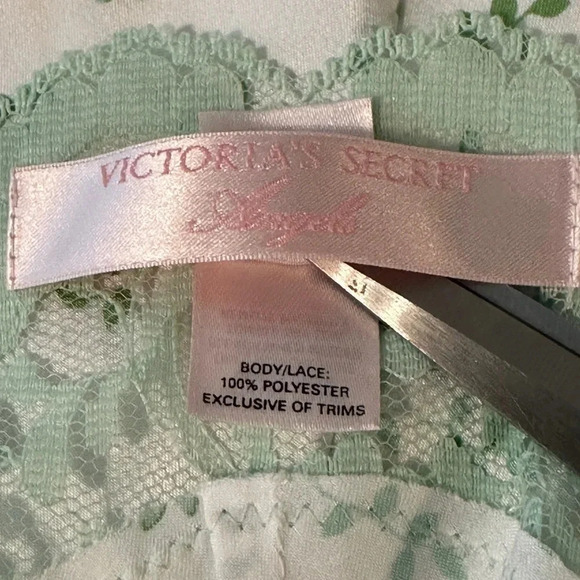 VICTORIA'S SECRET
Angels
BODY/LACE:
100% POLYESTER
EXCLUSIVE OF TRIMS